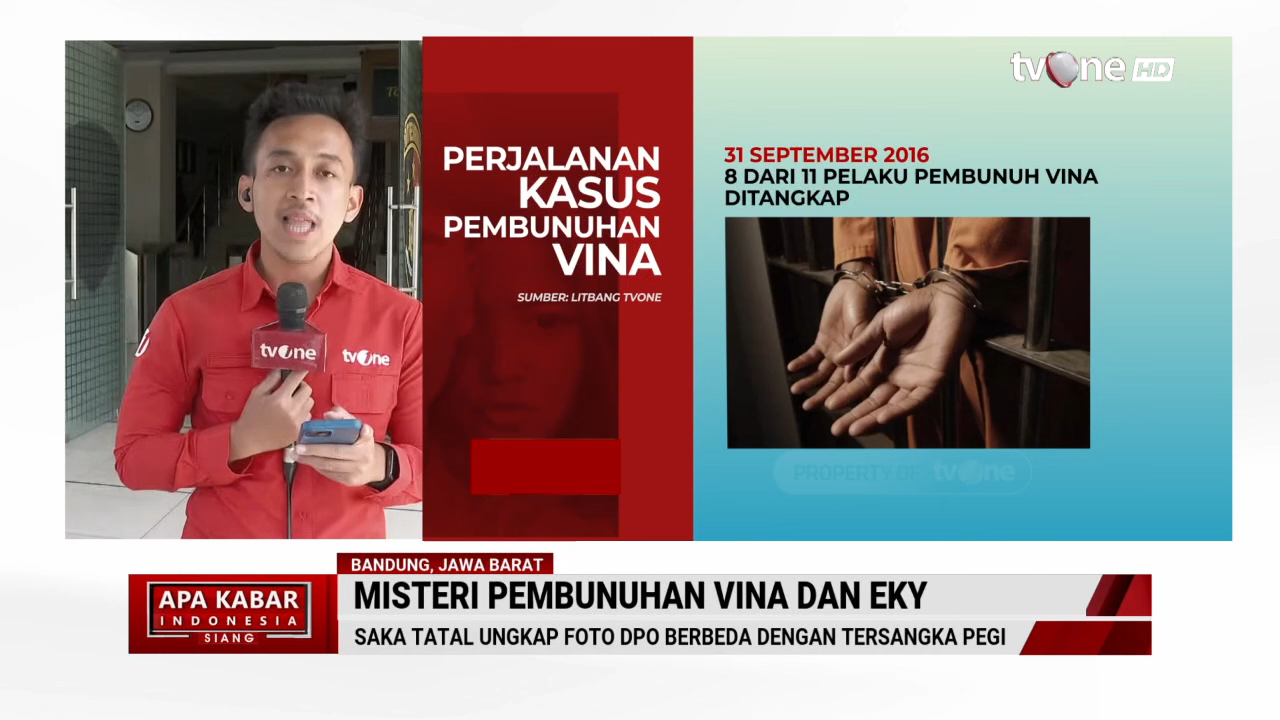 tvOne HD
PERJALANAN
KASUS
PEMBUNUHAN
VINA
SUMBER: LITBANG TVONE
31 SEPTEMBER 2016
8 DARI 11 PELAKU PEMBUNUH VINA
DITANGKAP
PROPERTY OF tvOne
tvOne
tvOne
BANDUNG, JAWA BARAT
APA KABAR
INDONESIA
SIANG
MISTERI PEMBUNUHAN VINA DAN EKY
SAKA TATAL UNGKAP FOTO DPO BERBEDA DENGAN TERSANGKA PEGI